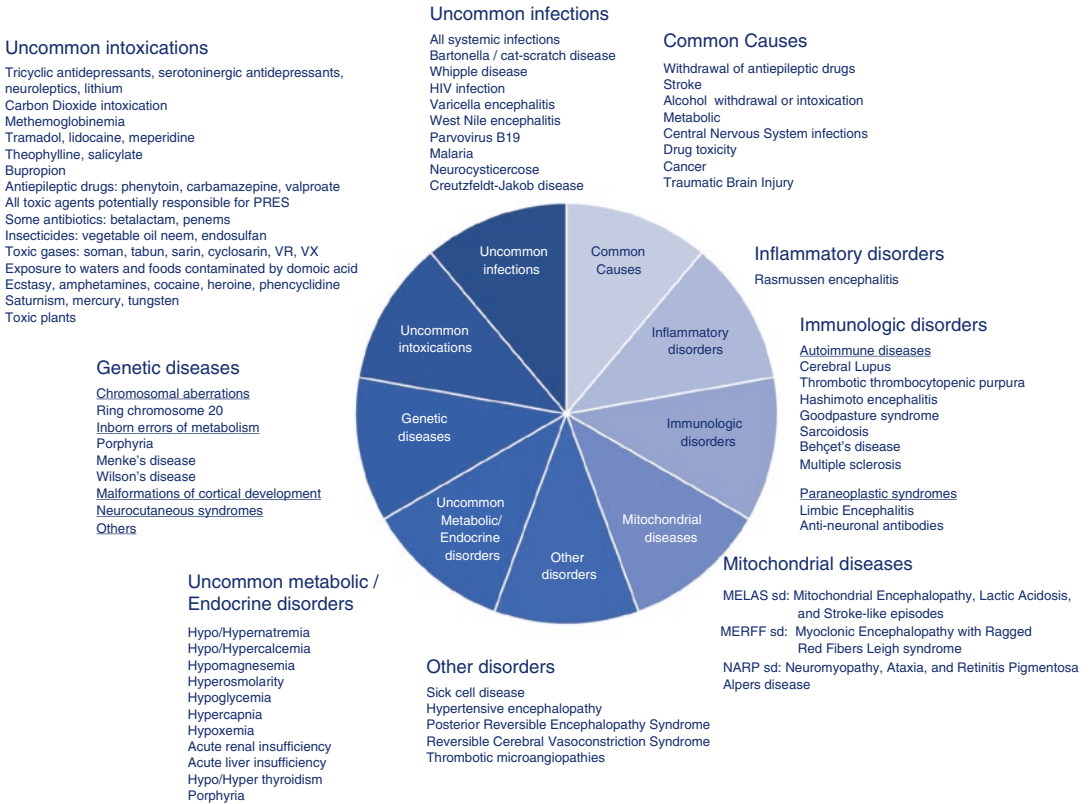 Uncommon infections
All systemic infections
Bartonella / cat-scratch disease
Whipple disease
HIV infection
Varicella encephalitis
West Nile encephalitis
Parvovirus B19
Malaria
Neurocysticercose
Creutzfeldt-Jakob disease
Common Causes
Withdrawal of antiepileptic drugs
Stroke
Alcohol withdrawal or intoxication
Metabolic
Central Nervous System infections
Drug toxicity
Cancer
Traumatic Brain Injury
Uncommon intoxications
Tricyclic antidepressants, serotoninergic antidepressants,
neuroleptics, lithium
Carbon Dioxide intoxication
Methemoglobinemia
Tramadol, lidocaine, meperidine
Theophylline, salicylate
Bupropion
Antiepileptic drugs: phenytoin, carbamazepine, valproate
All toxic agents potentially responsible for PRES
Some antibiotics: betalactam, penems
Insecticides: vegetable oil neem, endosulfan
Toxic gases: soman, tabun, sarin, cyclosarin, VR, VX
Exposure to waters and foods contaminated by domoic acid
Ecstasy, amphetamines, cocaine, heroine, phencyclidine
Saturnism, mercury, tungsten
Toxic plants
Inflammatory disorders
Rasmussen encephalitis
Immunologic disorders
Autoimmune diseases
Cerebral Lupus
Thrombotic thrombocytopenic purpura
Hashimoto encephalitis
Goodpasture syndrome
Sarcoidosis
Behçet's disease
Multiple sclerosis
Paraneoplastic syndromes
Limbic Encephalitis
Anti-neuronal antibodies
Genetic diseases
Chromosomal aberrations
Ring chromosome 20
Inborn errors of metabolism
Porphyria
Menke's disease
Wilson's disease
Malformations of cortical development
Neurocutaneous syndromes
Others
Uncommon
infections
Common
Causes
Inflammatory
disorders
Immunologic
disorders
Mitochondrial
diseases
Other
disorders
Uncommon
Metabolic/
Endocrine
disorders
Genetic
diseases
Uncommon
intoxications
Mitochondrial diseases
MELAS sd: Mitochondrial Encephalopathy, Lactic Acidosis,
and Stroke-like episodes
MERFF sd: Myoclonic Encephalopathy with Ragged
Red Fibers Leigh syndrome
NARP sd: Neuromyopathy, Ataxia, and Retinitis Pigmentosa
Alpers disease
Uncommon metabolic /
Endocrine disorders
Hypo/Hypernatremia
Hypo/Hypercalcemia
Hypomagnesemia
Hyperosmolarity
Hypoglycemia
Hypercapnia
Hypoxemia
Acute renal insufficiency
Acute liver insufficiency
Hypo/Hyper thyroidism
Porphyria
Other disorders
Sick cell disease
Hypertensive encephalopathy
Posterior Reversible Encephalopathy Syndrome
Reversible Cerebral Vasoconstriction Syndrome
Thrombotic microangiopathies